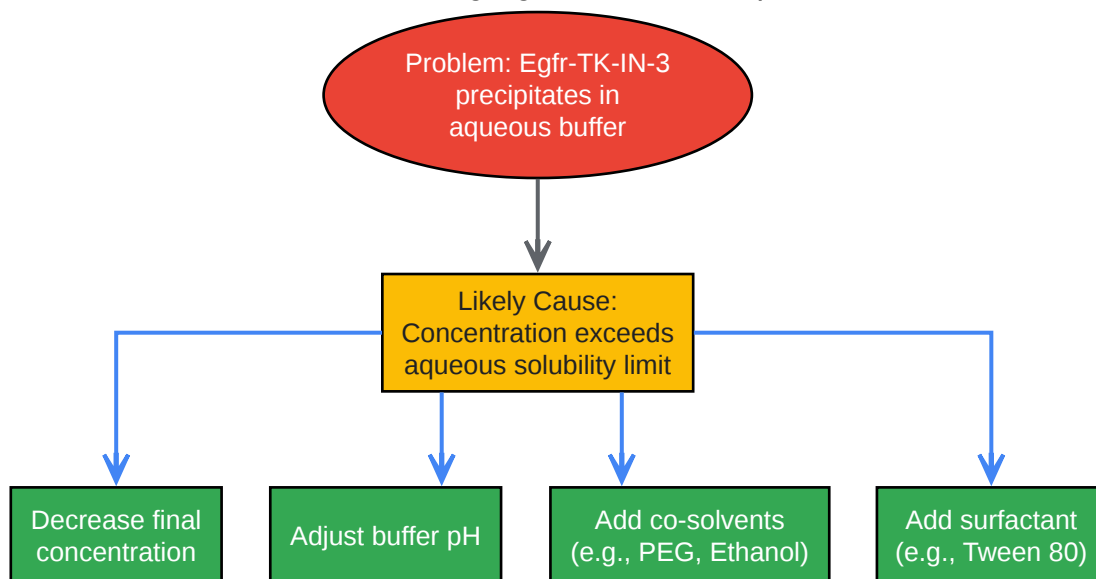 Problem: Egfr-TK-IN-3
precipitates in
aqueous buffer
Likely Cause:
Concentration exceeds
aqueous solubility limit
Decrease final
concentration
Adjust buffer pH
Add co-solvents
(e.g., PEG, Ethanol)
Add surfactant
(e.g., Tween 80)